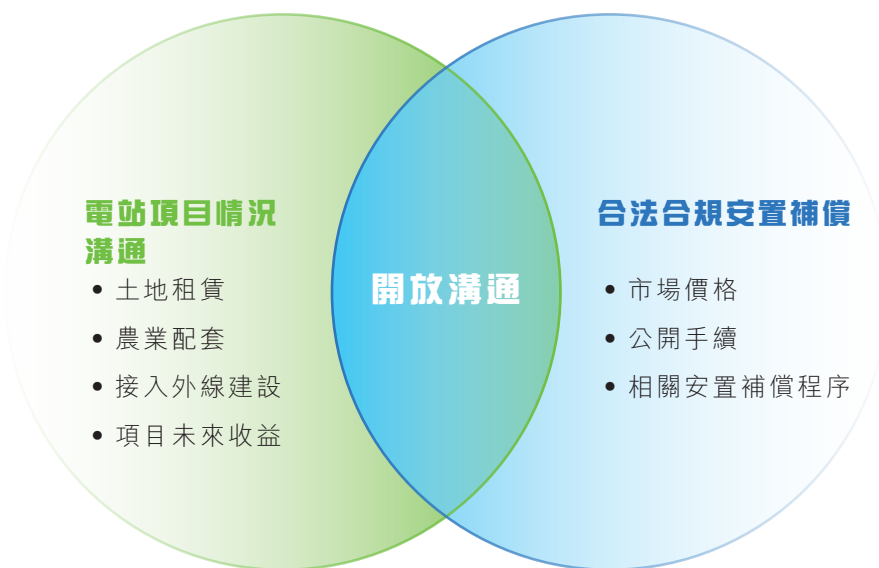 電站項目情況
溝通
• 土地租賃
• 農業配套
• 接入外線建設
• 項目未來收益
開放溝通
合法合規安置補償
• 市場價格
• 公開手續
• 相關安置補償程序